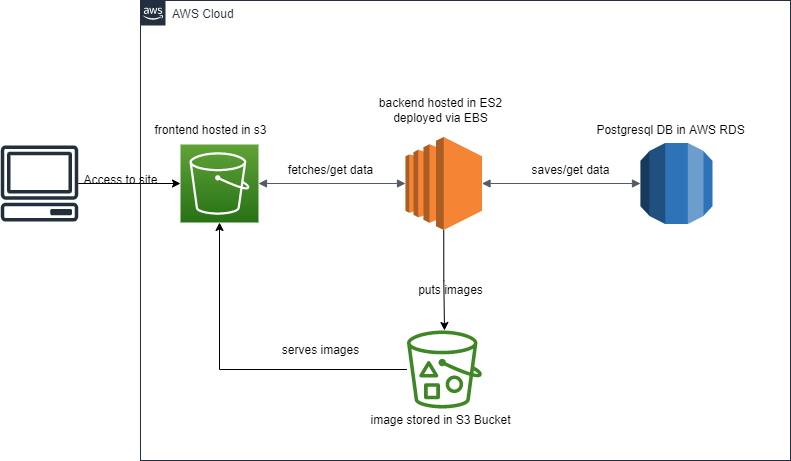 aws
AWS Cloud
backend hosted in ES2
deployed via EBS
frontend hosted in s3
Postgresql DB in AWS RDS
Access to site
fetches/get data
saves/get data
puts images
serves images
image stored in S3 Bucket